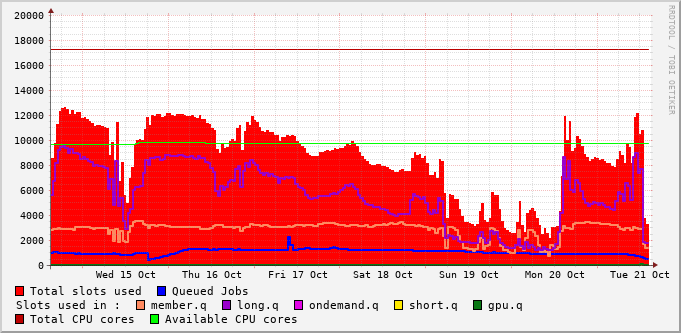 RRDTOOL / TOBI OETIKER
20000
18000
16000
14000
12000
10000
8000
6000
4000
2000
0
Wed 15 Oct Thu 16 Oct Fri 17 Oct Sat 18 Oct Sun 19 Oct Mon 20 Oct Tue 21 Oct
Total slots used Queued Jobs
Slots used in : member.q long.q ondemand.q short.q gpu.q
Total CPU cores Available CPU cores